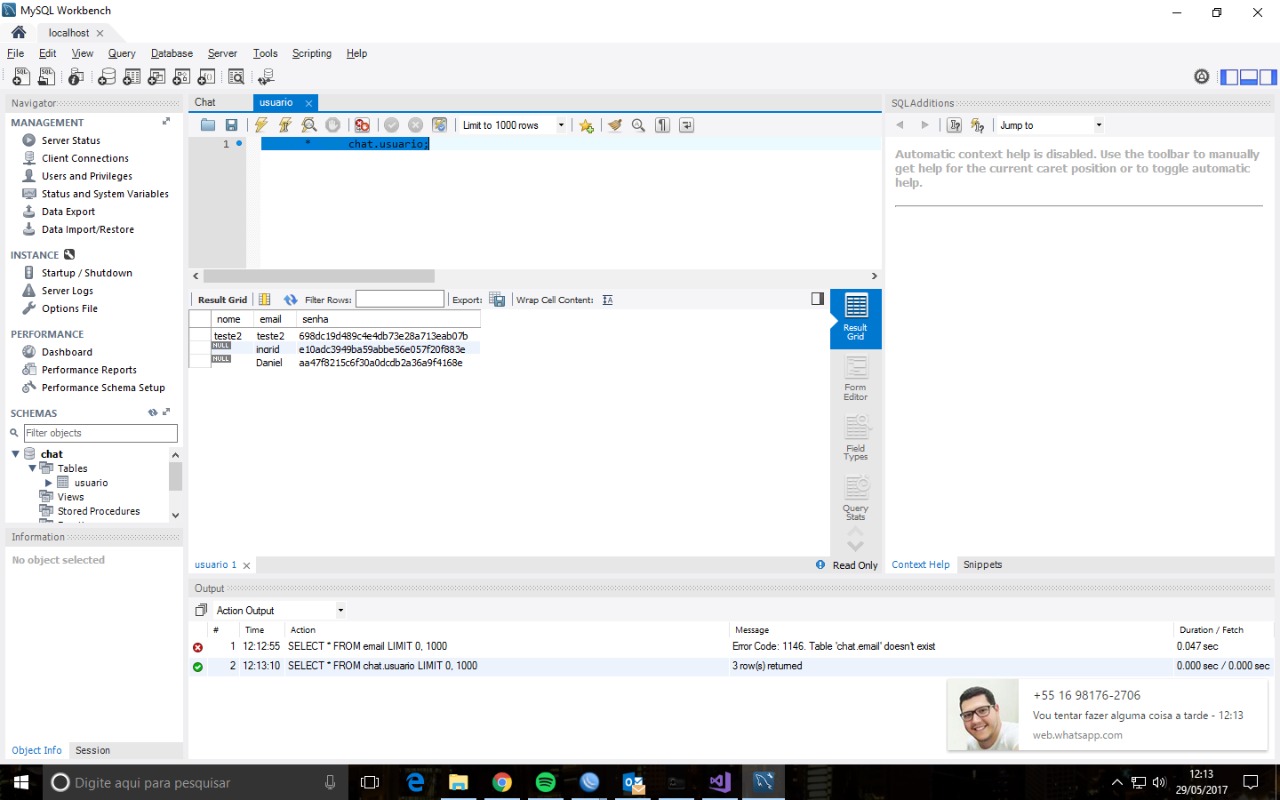 MySQL Workbench
localhost
File Edit View Query Database Server Tools Scripting Help
Navigator
MANAGEMENT
Server Status
Client Connections
Users and Privileges
Status and System Variables
Data Export
Data Import/Restore
INSTANCE
Startup / Shutdown
Server Logs
Options File
PERFORMANCE
Dashboard
Performance Reports
Performance Schema Setup
SCHEMAS
Filter objects
chat
Tables
usuario
Views
Stored Procedures
Information
No object selected
Object Info Session
Chat usuario
Limit to 1000 rows
1 * chat.usuario;
Result Grid Filter Rows: Export: Wrap Cell Content:
nome email senha
teste2 teste2 698dc19d489c4e4db73e28a713eab07b
NULL ingrid e10adc3949ba59abbe56e057f20f883e
NULL Daniel aa47f8215c6f30a0dcdb2a36a9f4168e
Result
Grid
Form
Editor
Field
Types
Query
Stats
usuario 1 Read Only
SQLAdditions
Jump to
Automatic context help is disabled. Use the toolbar to manually
get help for the current caret position or to toggle automatic
help.
Context Help Snippets
Output
Action Output
# Time Action Message Duration / Fetch
1 12:12:55 SELECT * FROM email LIMIT 0, 1000 Error Code: 1146. Table 'chat.email' doesn't exist 0.047 sec
2 12:13:10 SELECT * FROM chat.usuario LIMIT 0, 1000 3 row(s) returned 0.000 sec / 0.000 sec
+55 16 98176-2706
Vou tentar fazer alguma coisa a tarde - 12:13
web.whatsapp.com
Digite aqui para pesquisar
12:13
29/05/2017